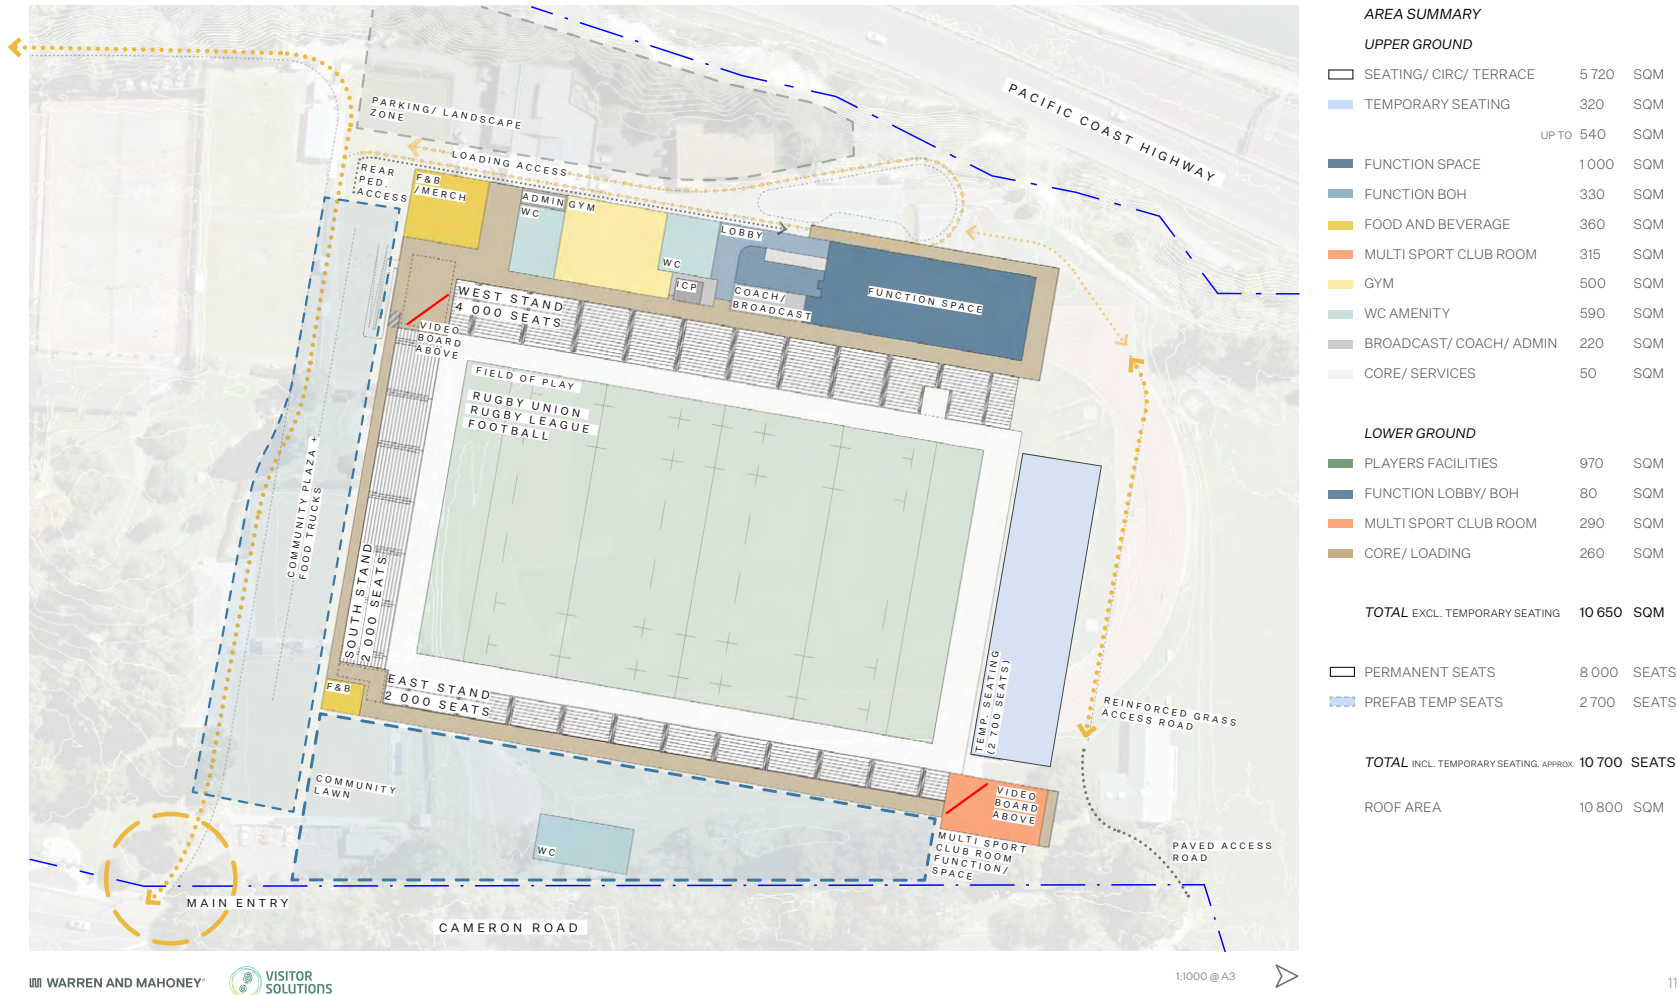 PACIFIC COAST HIGHWAY
PARKING/ LANDSCAPE
ZONE
LOADING ACCESS
REAR
PED.
ACCESS
F&B
/MERCH
ADMIN
GYM
WC
LOBBY
WC
ICP
COACH/
BROADCAST
FUNCTION SPACE
WEST STAND
4 000 SEATS
VIDEO
BOARD
ABOVE
FIELD OF PLAY
RUGBY UNION
RUGBY LEAGUE
FOOTBALL
COMMUNITY PLAZA +
FOOD TRUCKS
SOUTH STAND
2 000 SEATS
F&B
EAST STAND
2 000 SEATS
TEMP. SEATING
(2 700 SEATS)
REINFORCED GRASS
ACCESS ROAD
COMMUNITY
LAWN
WC
VIDEO
BOARD
ABOVE
MULTI SPORT
CLUB ROOM
FUNCTION/
SPACE
PAVED ACCESS
ROAD
MAIN ENTRY
CAMERON ROAD
AREA SUMMARY
UPPER GROUND
SEATING/ CIRC/ TERRACE 5 720 SQM
TEMPORARY SEATING 320 SQM
UP TO 540 SQM
FUNCTION SPACE 1 000 SQM
FUNCTION BOH 330 SQM
FOOD AND BEVERAGE 360 SQM
MULTI SPORT CLUB ROOM 315 SQM
GYM 500 SQM
WC AMENITY 590 SQM
BROADCAST/ COACH/ ADMIN 220 SQM
CORE/ SERVICES 50 SQM
LOWER GROUND
PLAYERS FACILITIES 970 SQM
FUNCTION LOBBY/ BOH 80 SQM
MULTI SPORT CLUB ROOM 290 SQM
CORE/ LOADING 260 SQM
TOTAL EXCL. TEMPORARY SEATING 10 650 SQM
PERMANENT SEATS 8 000 SEATS
PREFAB TEMP SEATS 2 700 SEATS
TOTAL INCL. TEMPORARY SEATING. APPROX. 10 700 SEATS
ROOF AREA 10 800 SQM
WARREN AND MAHONEY®
VISITOR
SOLUTIONS
1:1000 @ A3
11